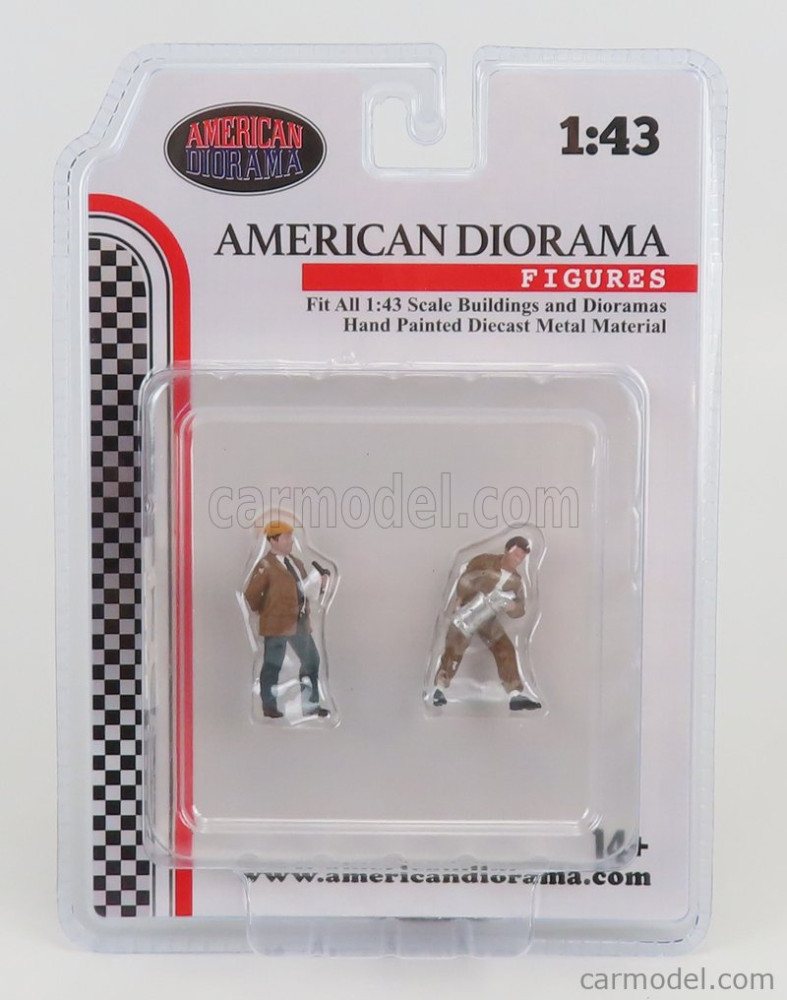 AMERICAN
DIORAMA
1:43
AMERICAN DIORAMA
FIGURES
Fit All 1:43 Scale Buildings and Dioramas
Hand Painted Diecast Metal Material
carmodel.com
14+
www.americandiorama.com
carmodel.com